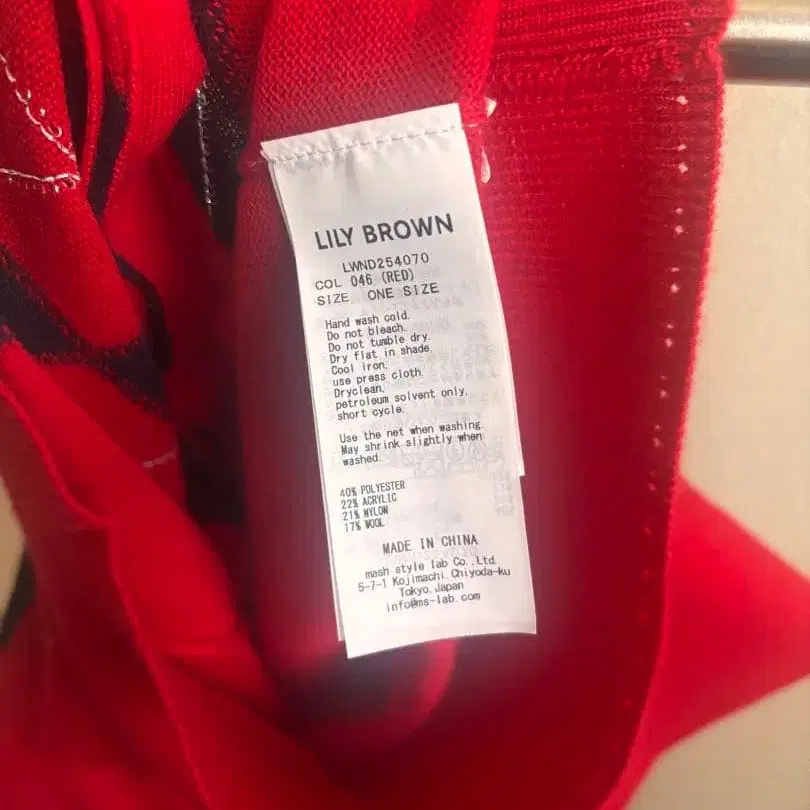 LILY BROWN
LWND254070
COL 046 (RED)
SIZE ONE SIZE
Hand wash cold.
Do not bleach.
Do not tumble dry.
Dry flat in shade.
Cool iron.
use press cloth.
Dryclean.
petroleum solvent only,
short cycle.
Use the net when washing.
May shrink slightly when
washed.
40% POLYESTER
22% ACRYLIC
21% NYLON
17% WOOL
MADE IN CHINA
mash style lab Co., Ltd.
5-7-1 Kojimachi, Chiyoda-ku
Tokyo, Japan
info@ms-lab.com